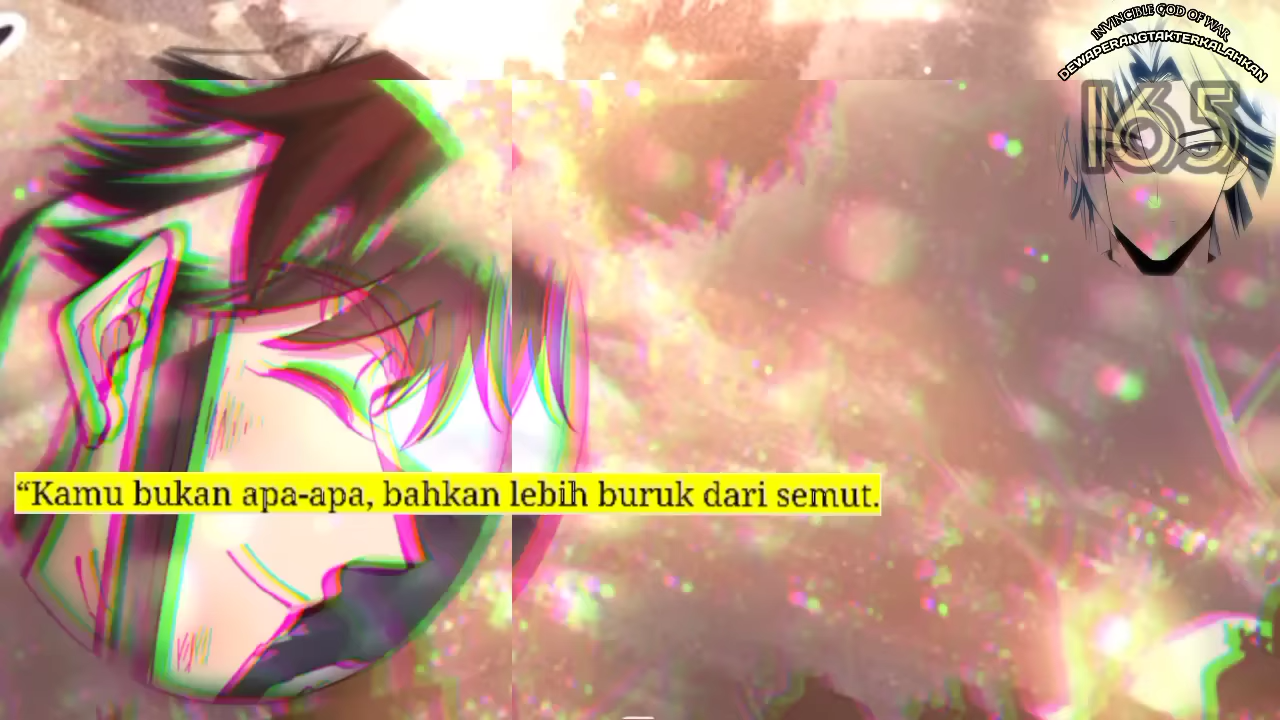 INVINCIBLE GOD OF WAR
DEWAPERANGTAKTERKALAHKAN
165
“Kamu bukan apa-apa, bahkan lebih buruk dari semut.